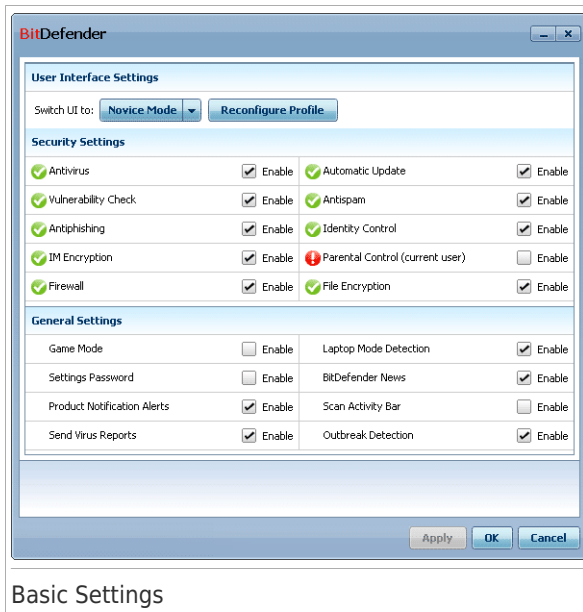 BitDefender
User Interface Settings
Switch UI to: Novice Mode Reconfigure Profile
Security Settings
Antivirus Enable Automatic Update Enable
Vulnerability Check Enable Antispam Enable
Antiphishing Enable Identity Control Enable
IM Encryption Enable Parental Control (current user) Enable
Firewall Enable File Encryption Enable
General Settings
Game Mode Enable Laptop Mode Detection Enable
Settings Password Enable BitDefender News Enable
Product Notification Alerts Enable Scan Activity Bar Enable
Send Virus Reports Enable Outbreak Detection Enable
Apply OK Cancel
Basic Settings